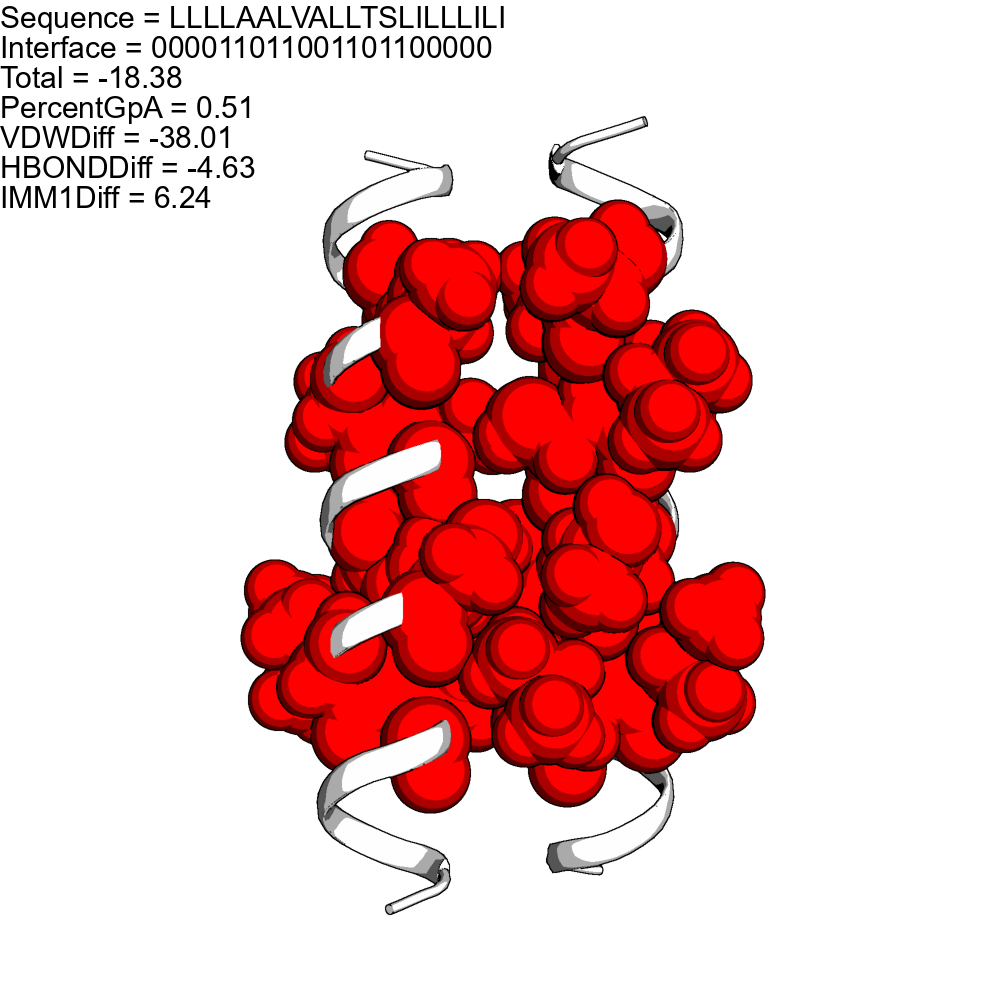 Sequence = LLLLAALVALLTSLILLLILI
Interface = 000011011001101100000
Total = -18.38
PercentGpA = 0.51
VDWDiff = -38.01
HBONDDiff = -4.63
IMM1Diff = 6.24